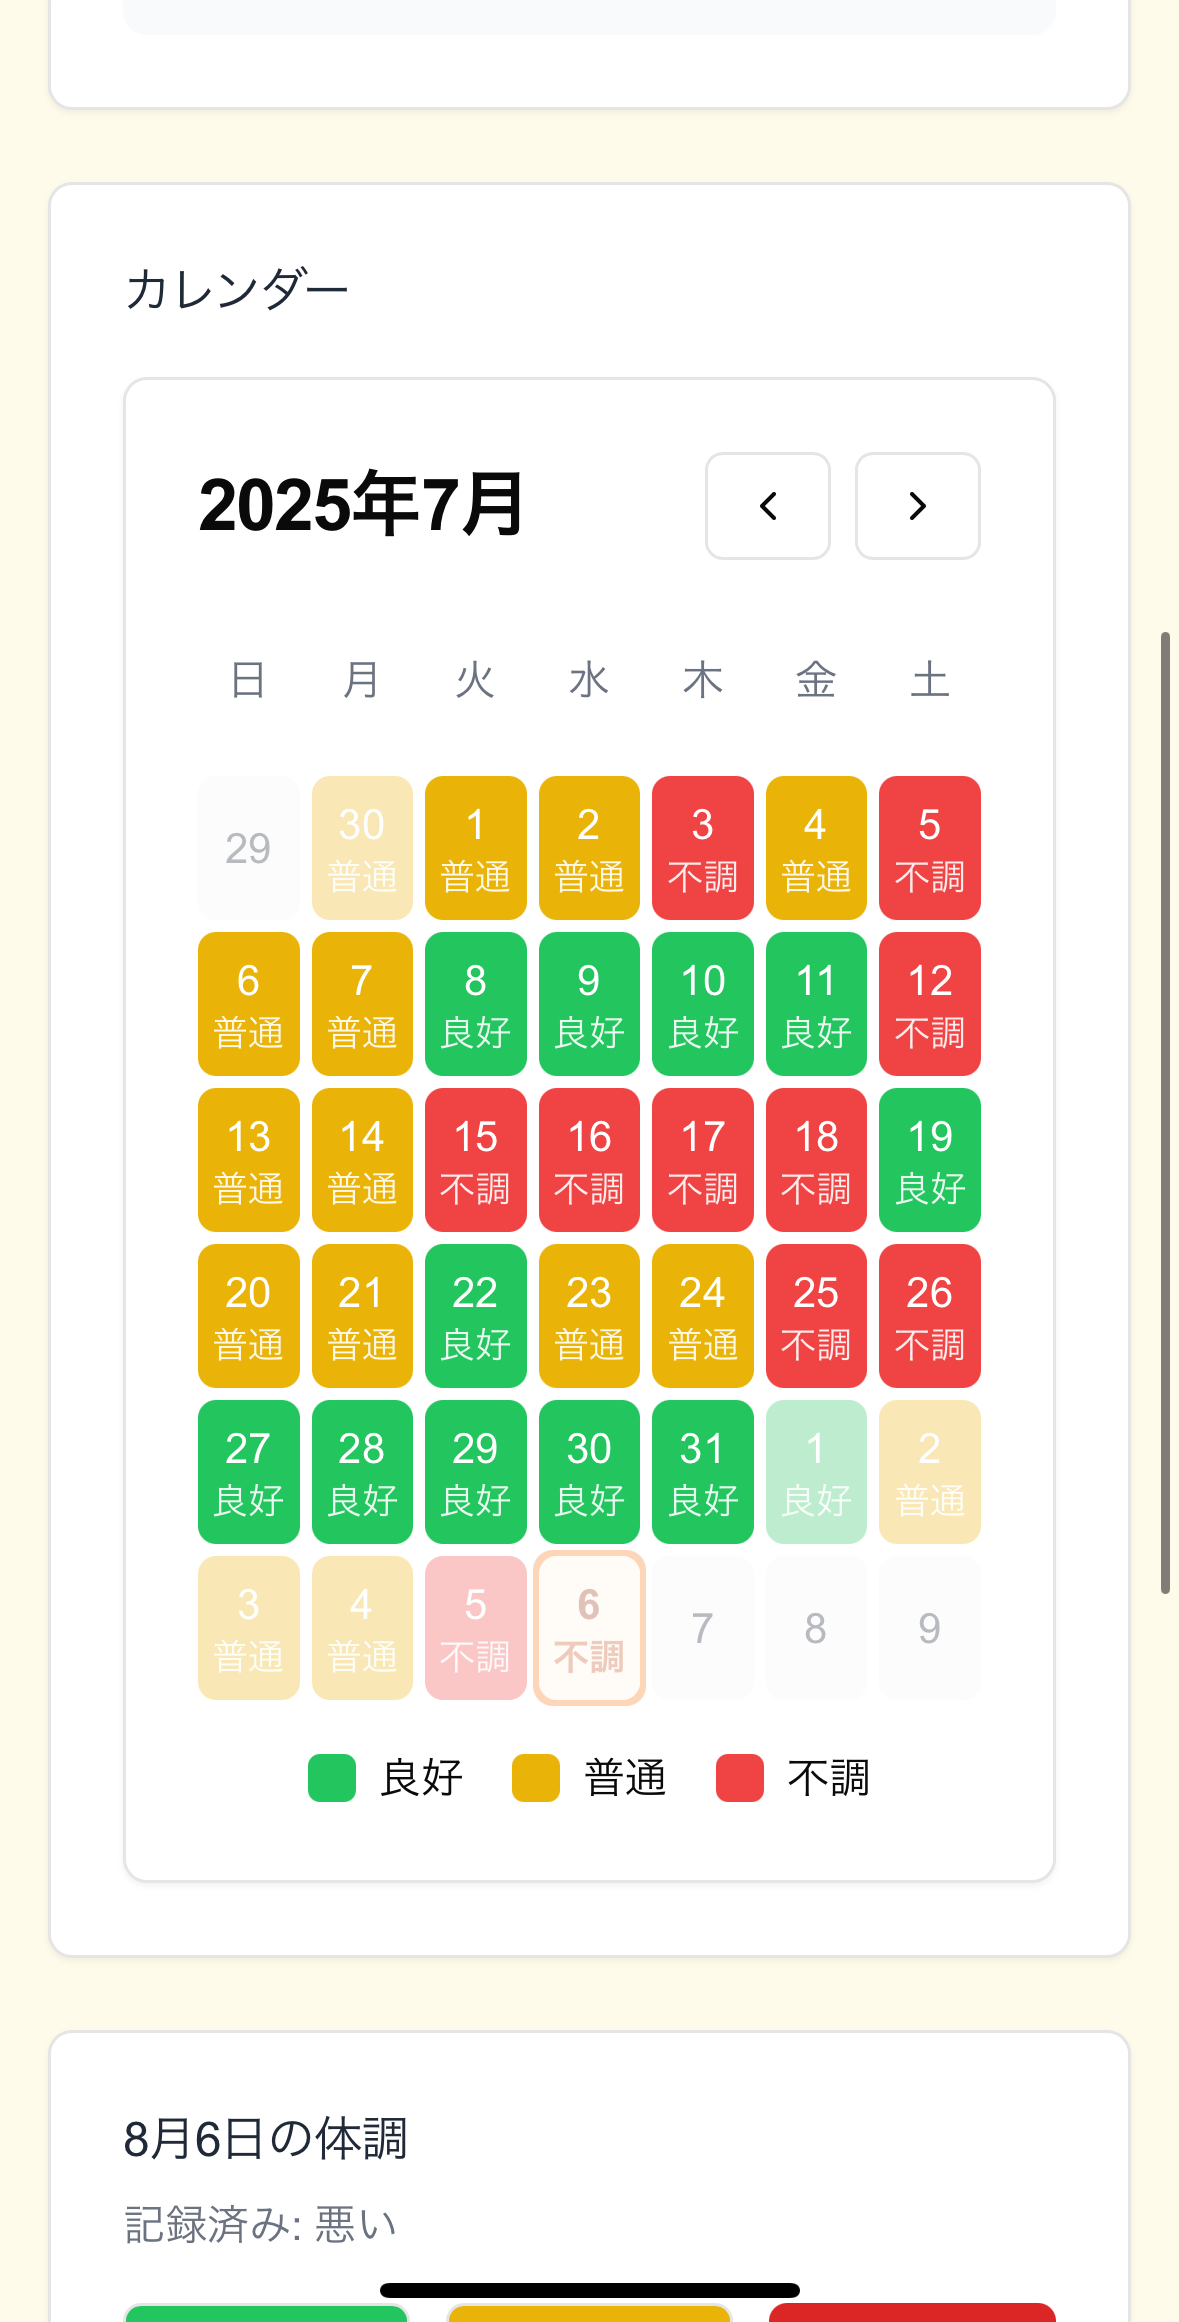 カレンダー
2025年7月
日 月 火 水 木 金 土
29 30 1 2 3 4 5
普通 普通 普通 不調 普通 不調
6 7 8 9 10 11 12
普通 普通 良好 良好 良好 良好 不調
13 14 15 16 17 18 19
普通 普通 不調 不調 不調 不調 良好
20 21 22 23 24 25 26
普通 普通 良好 普通 普通 不調 不調
27 28 29 30 31 1 2
良好 良好 良好 良好 良好 良好 普通
3 4 5 6 7 8 9
普通 普通 不調 不調
良好 普通 不調
8月6日の体調
記録済み: 悪い